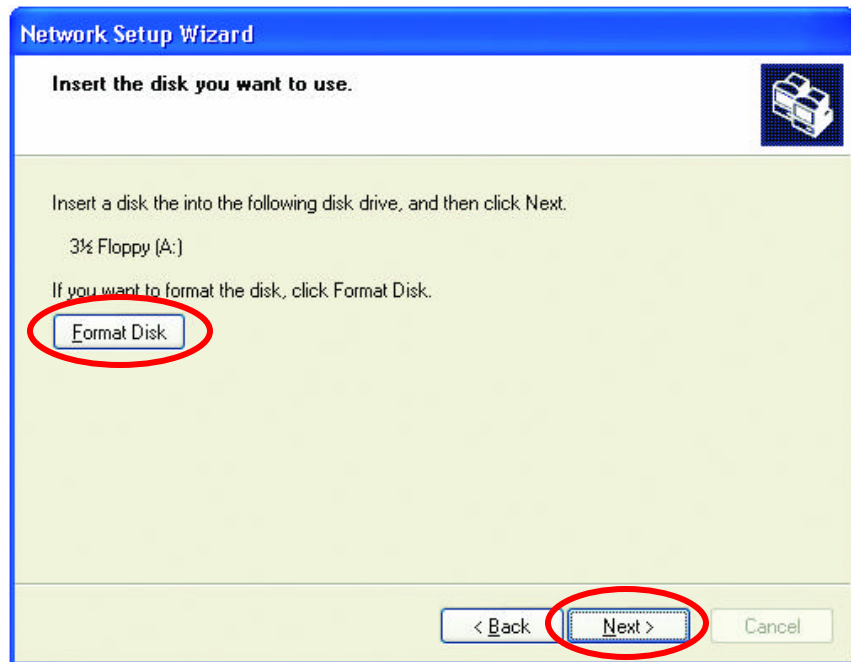 Network Setup Wizard
Insert the disk you want to use.
Insert a disk the into the following disk drive, and then click Next.
3½ Floppy (A:)
If you want to format the disk, click Format Disk.
Format Disk
< Back
Next >
Cancel